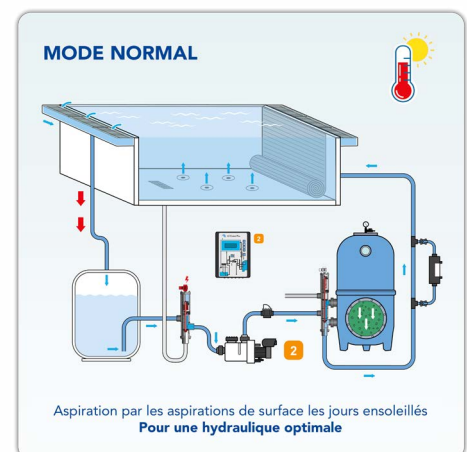 MODE NORMAL
2
2
Aspiration par les aspirations de surface les jours ensoleillés
Pour une hydraulique optimale